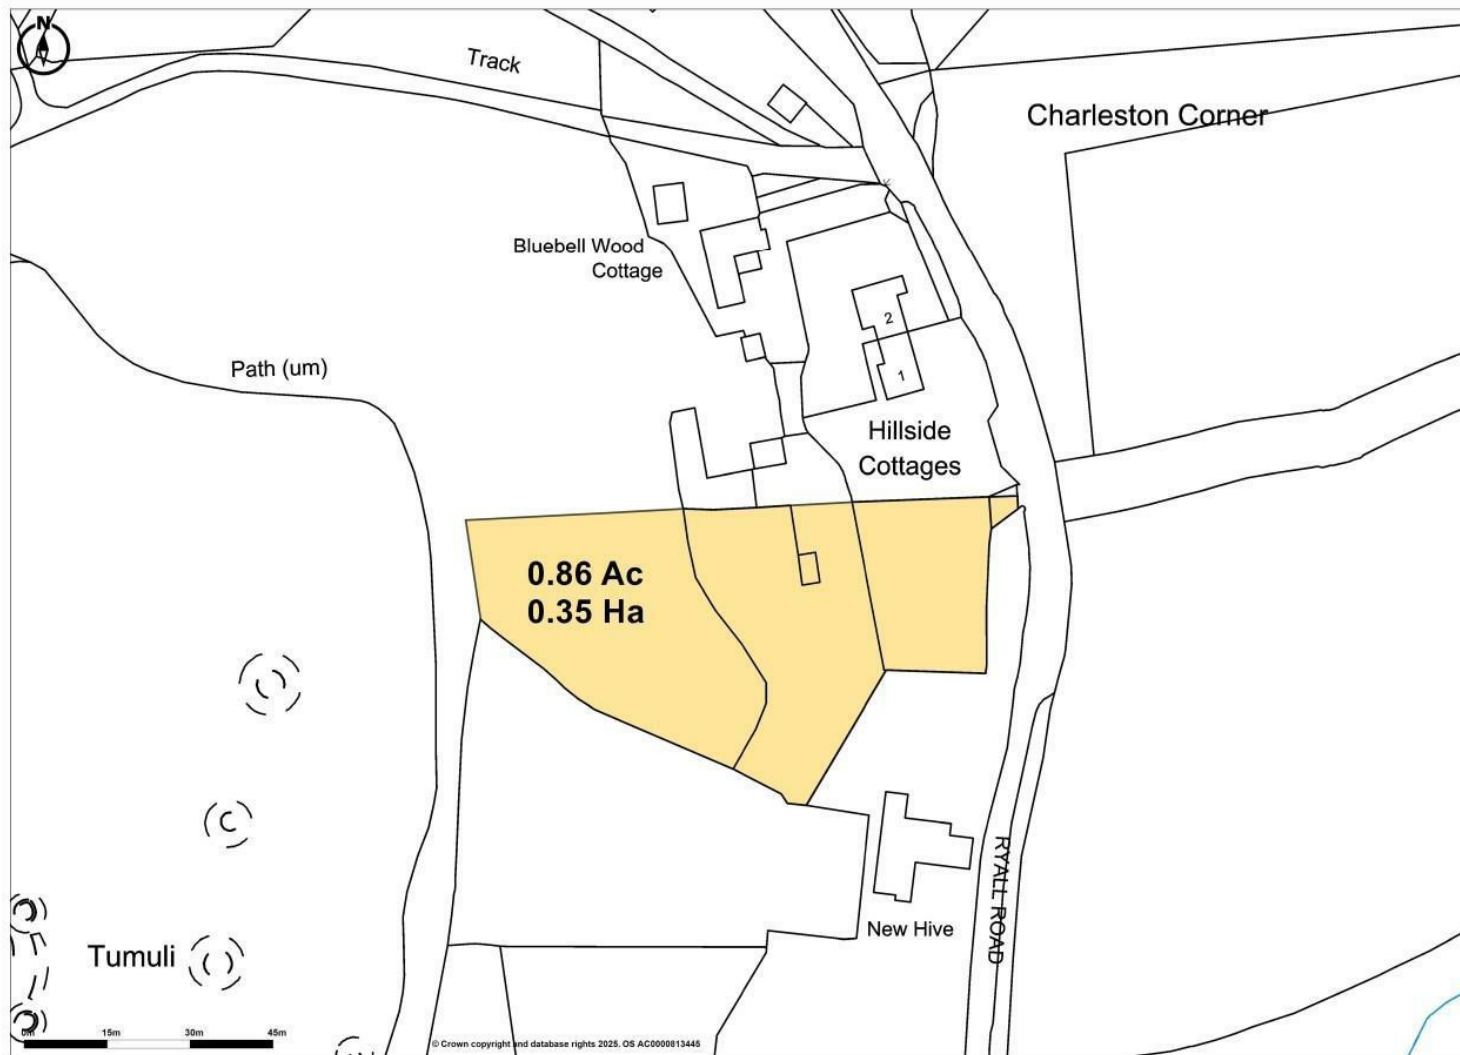 N
Track
Charleston Corner
Bluebell Wood
Cottage
2
Path (um)
1
Hillside
Cottages
0.86 Ac
0.35 Ha
RYALL ROAD
New Hive
Tumuli
0m 15m 30m 45m
© Crown copyright and database rights 2025. OS AC0000813445